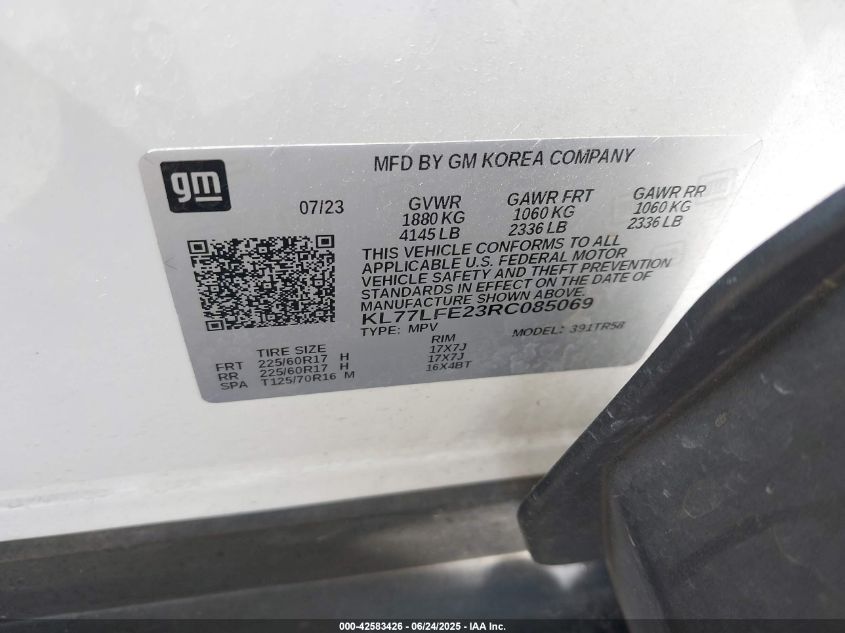 gm
MFD BY GM KOREA COMPANY
07/23
GVWR
1880 KG
4145 LB
GAWR FRT
1060 KG
2336 LB
GAWR RR
1060 KG
2336 LB
THIS VEHICLE CONFORMS TO ALL
APPLICABLE U.S. FEDERAL MOTOR
VEHICLE SAFETY AND THEFT PREVENTION
STANDARDS IN EFFECT ON THE DATE OF
MANUFACTURE SHOWN ABOVE.
KL77LFE23RC085069
TYPE: MPV
MODEL: 391TR58
TIRE SIZE RIM
FRT 225/60R17 H 17X7J
RR 225/60R17 H 17X7J
SPA T125/70R16 M 16X4BT
000-42583426 - 06/24/2025 - IAA Inc.